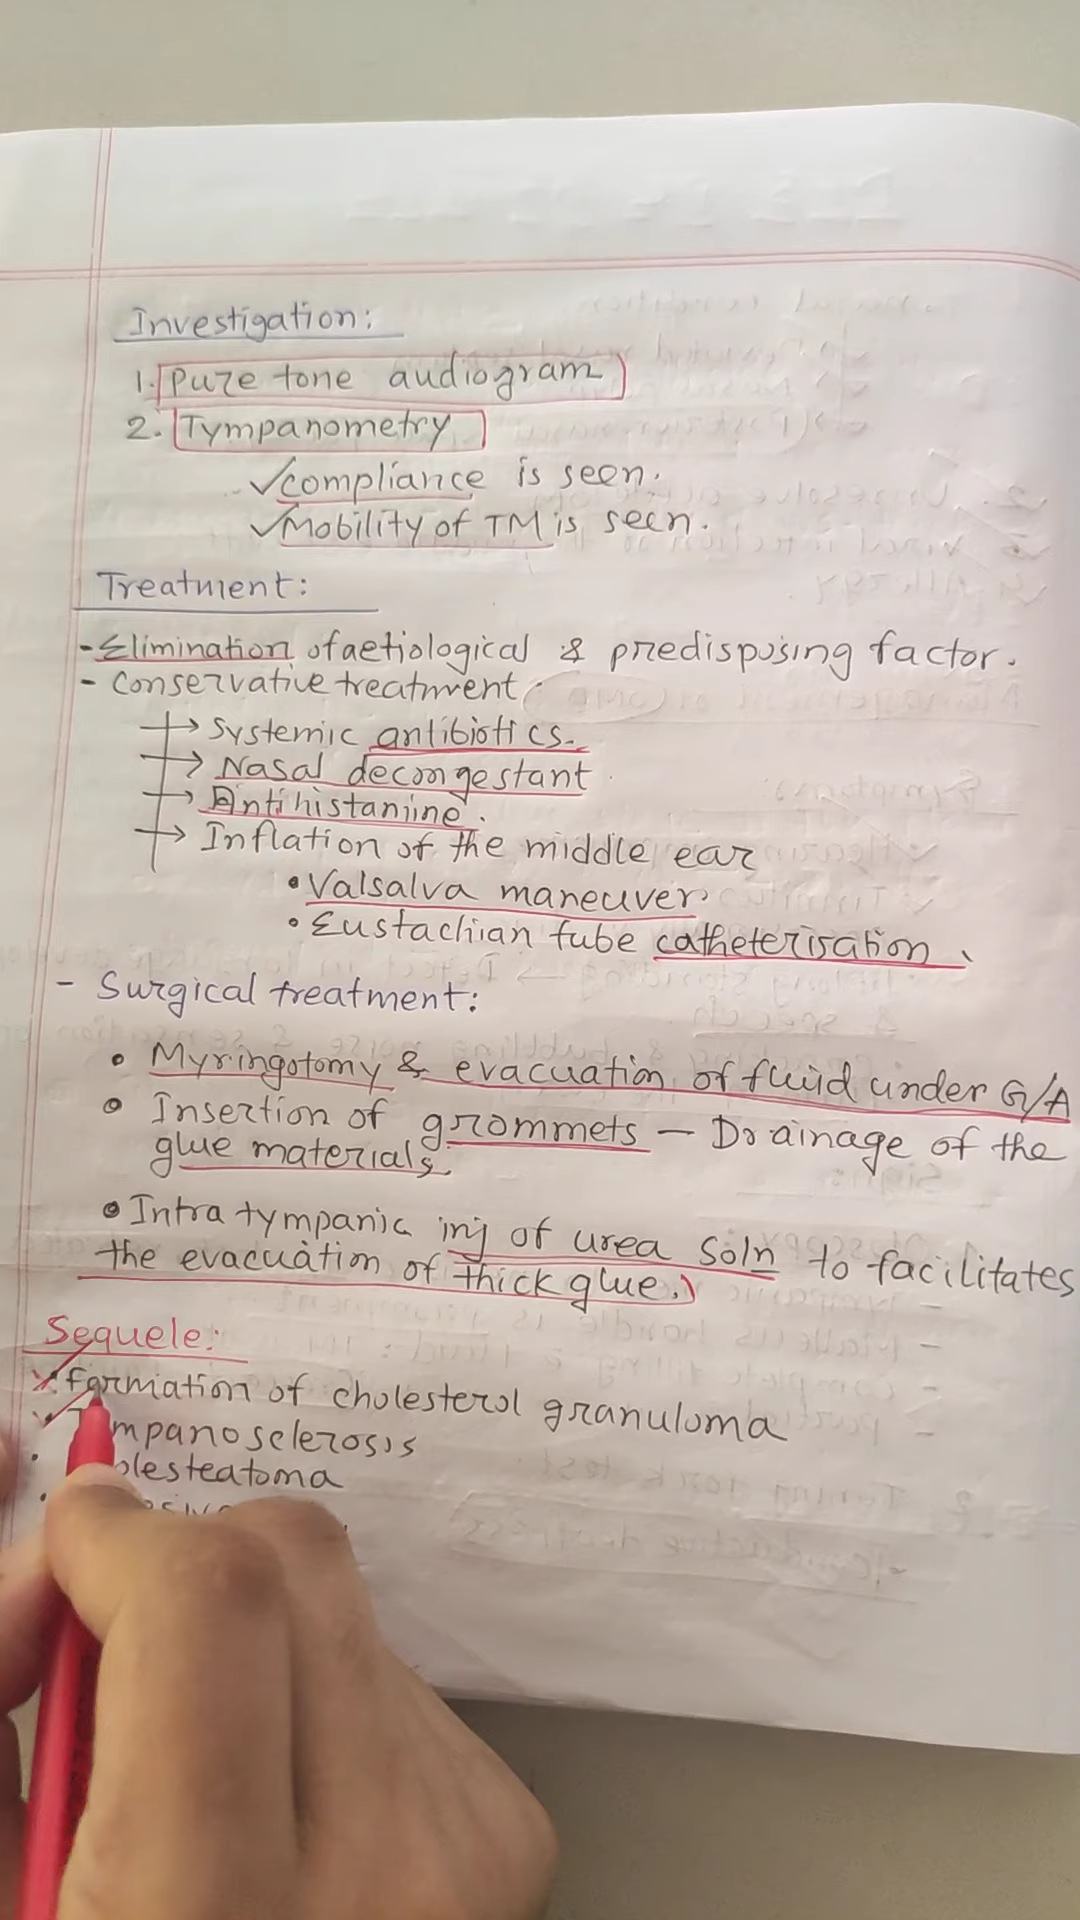 Investigation:
1. Pure tone audiogram
2. Tympanometry
✓compliance is seen.
✓Mobility of TM is seen.
Treatment:
- Elimination of aetiological & predisposing factor.
- Conservative treatment
→ Systemic antibiotics.
→ Nasal decongestant
→ Antihistanine.
→ Inflation of the middle ear
• Valsalva maneuver
• Eustachian tube catheterisation.
- Surgical treatment:
• Myringotomy & evacuation of fluid under G/A
• Insertion of grommets — Drainage of the
glue materials.
• Intra tympanic inj of urea soln to facilitates
the evacuation of thick glue.
Sequele:
Formation of cholesterol granuloma
mpanosclerosis
olesteatoma